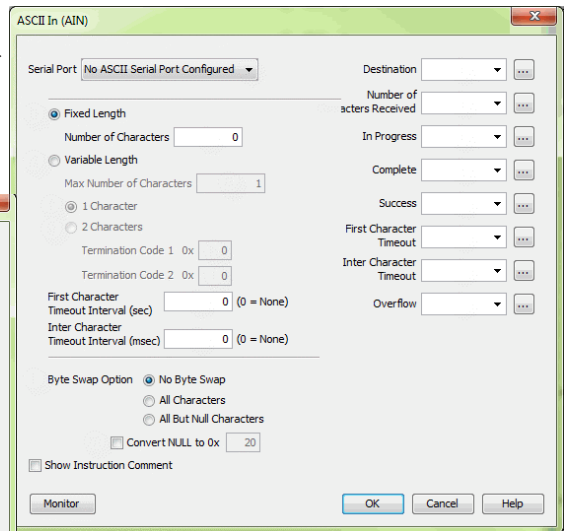 ASCII In (AIN)
Serial Port No ASCII Serial Port Configured
Fixed Length
Number of Characters 0
Variable Length
Max Number of Characters 1
1 Character
2 Characters
Termination Code 1 0x 0
Termination Code 2 0x 0
First Character
Timeout Interval (sec) 0 (0 = None)
Inter Character
Timeout Interval (msec) 0 (0 = None)
Byte Swap Option No Byte Swap
All Characters
All But Null Characters
Convert NULL to 0x 20
Show Instruction Comment
Destination ...
Number of
acters Received ...
In Progress ...
Complete ...
Success ...
First Character
Timeout ...
Inter Character
Timeout ...
Overflow ...
Monitor OK Cancel Help